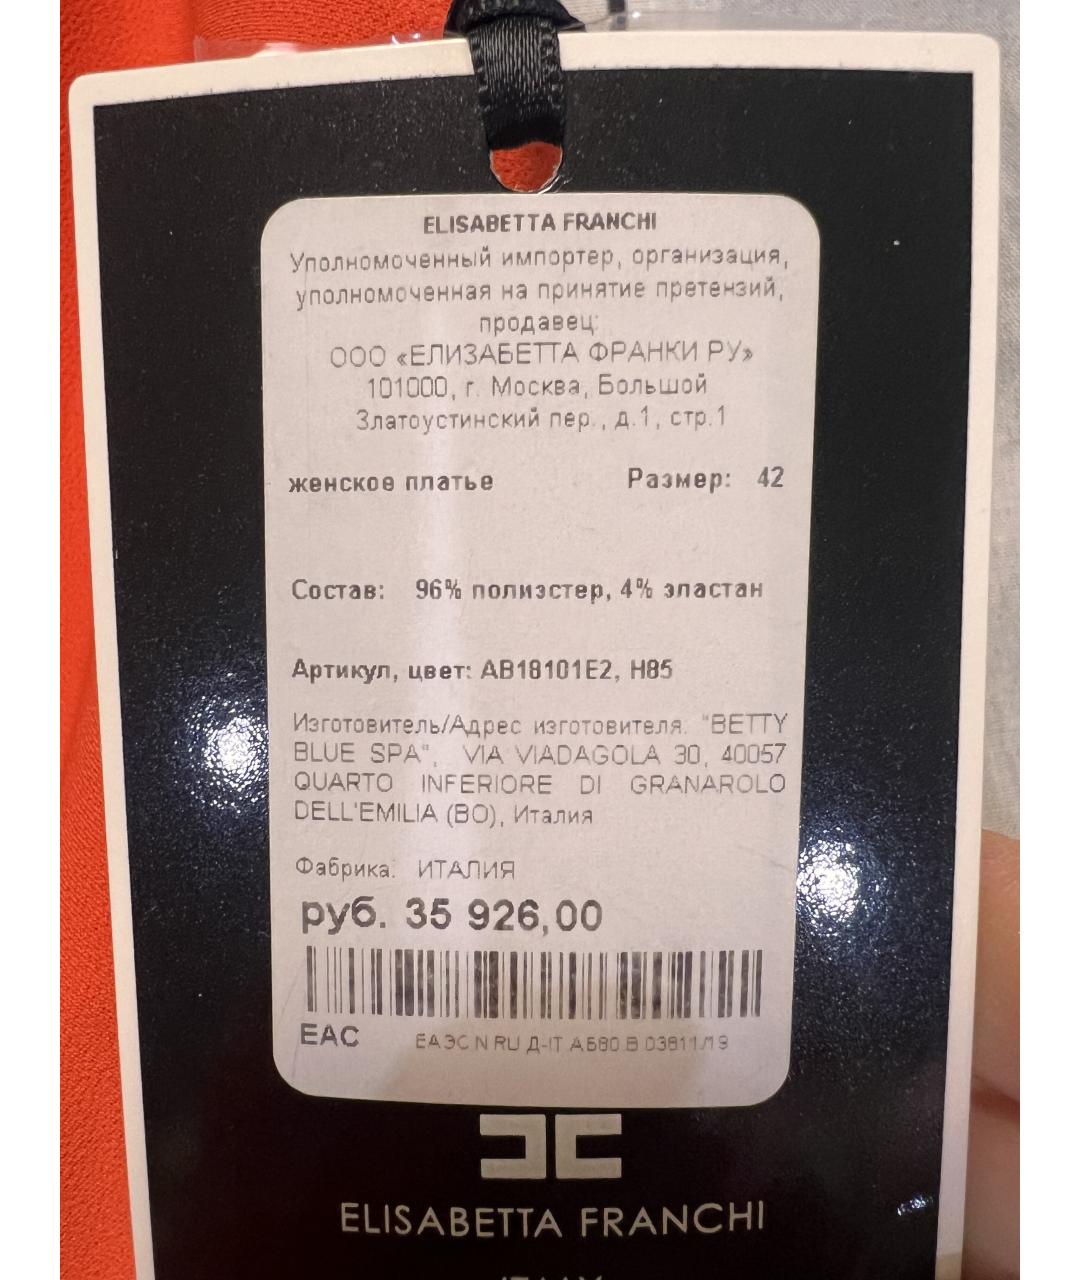 ELISABETTA FRANCHI
Уполномоченный импортер, организация,
уполномоченная на принятие претензий,
продавец:
ООО «ЕЛИЗАБЕТТА ФРАНКИ РУ»
101000, г. Москва, Большой
Златоустинский пер., д.1, стр.1
женское платье Размер: 42
Состав: 96% полиэстер, 4% эластан
Артикул, цвет: AB18101E2, H85
Изготовитель/Адрес изготовителя: "BETTY
BLUE SPA", VIA VIADAGOLA 30, 40057
QUARTO INFERIORE DI GRANAROLO
DELL'EMILIA (BO), Италия
Фабрика: ИТАЛИЯ
руб. 35 926,00
EAC ЕАЭС N RU Д-IT.АБ80.В.03811/19
ELISABETTA FRANCHI